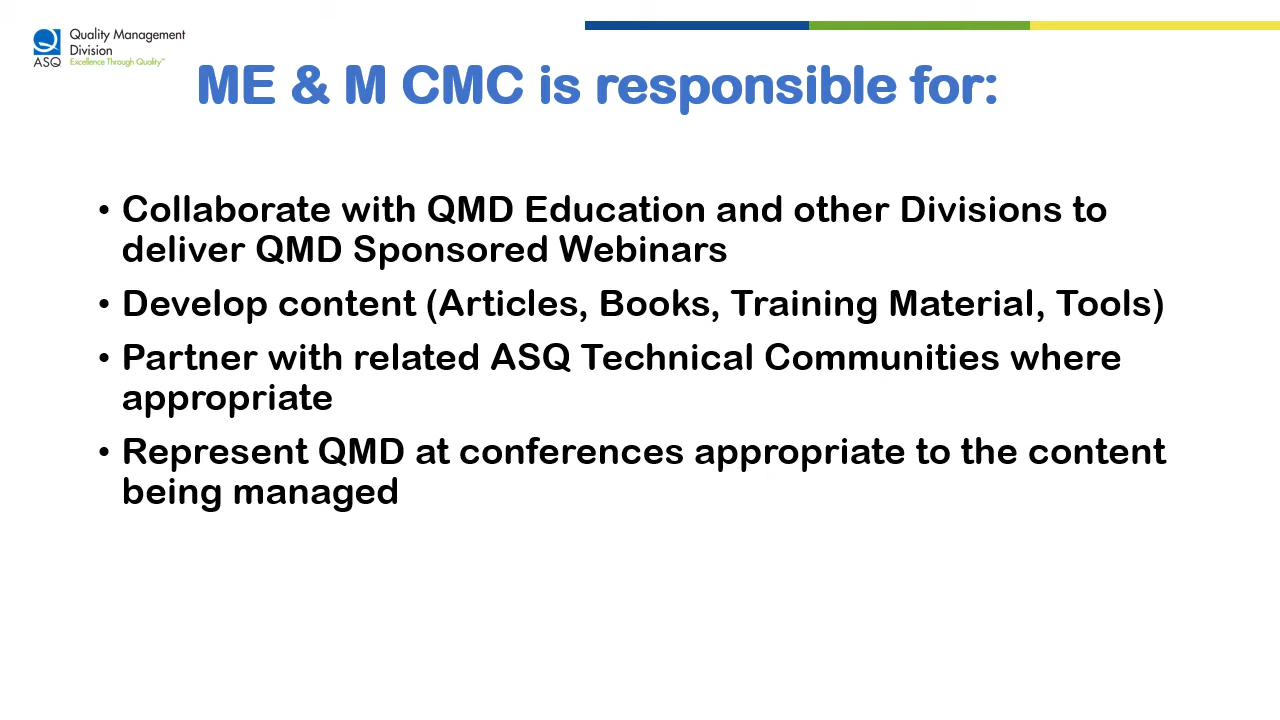 Quality Management
Division
Excellence Through Quality™
ASQ
ME & M CMC is responsible for:
• Collaborate with QMD Education and other Divisions to
deliver QMD Sponsored Webinars
• Develop content (Articles, Books, Training Material, Tools)
• Partner with related ASQ Technical Communities where
appropriate
• Represent QMD at conferences appropriate to the content
being managed